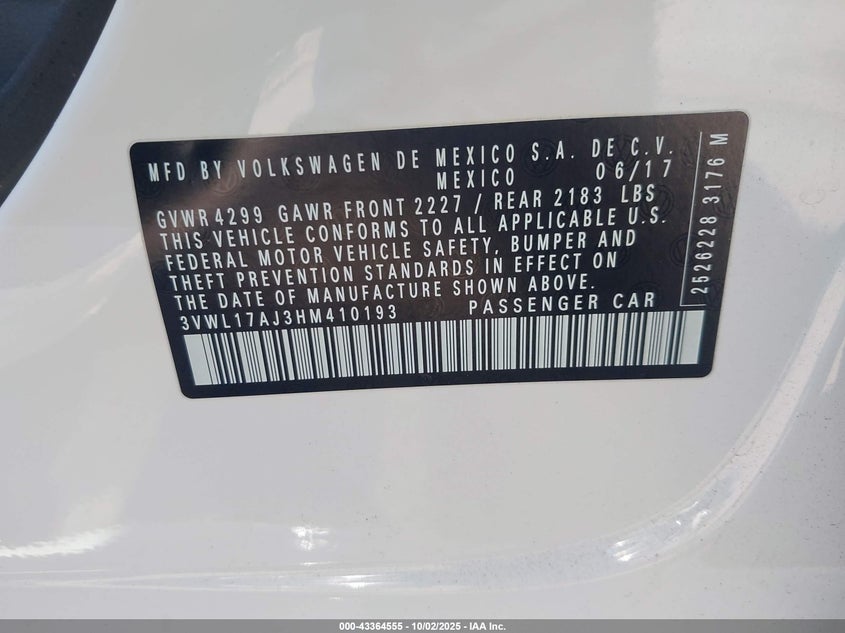 MFD BY VOLKSWAGEN DE MEXICO S.A. DE C.V.
MEXICO 06/17
GVWR 4299 GAWR FRONT 2227 / REAR 2183 LBS
THIS VEHICLE CONFORMS TO ALL APPLICABLE U.S.
FEDERAL MOTOR VEHICLE SAFETY, BUMPER AND
THEFT PREVENTION STANDARDS IN EFFECT ON
THE DATE OF MANUFACTURE SHOWN ABOVE.
3VWL17AJ3HM410193 PASSENGER CAR
2526228 3176 M
000-43364555 - 10/02/2025 - IAA Inc.